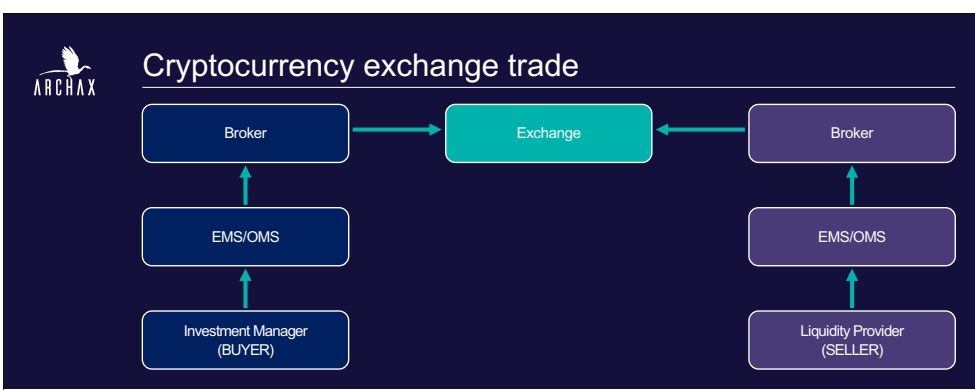 ARCHAX
Cryptocurrency exchange trade
Broker
Exchange
Broker
EMS/OMS
EMS/OMS
Investment Manager
(BUYER)
Liquidity Provider
(SELLER)